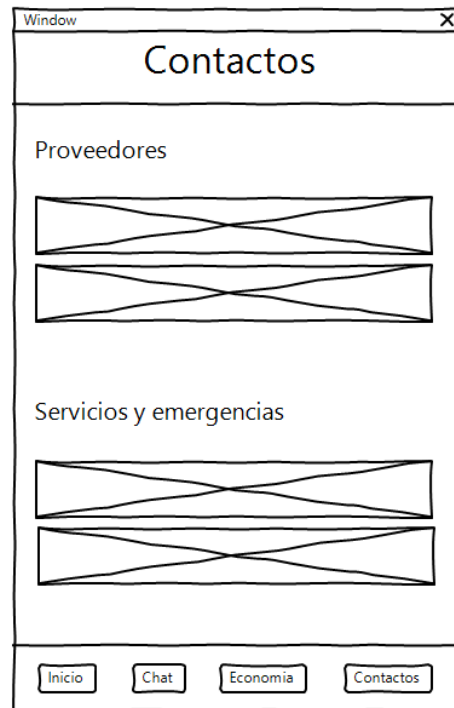 Window
Contactos
Proveedores
Servicios y emergencias
Inicio Chat Economia Contactos